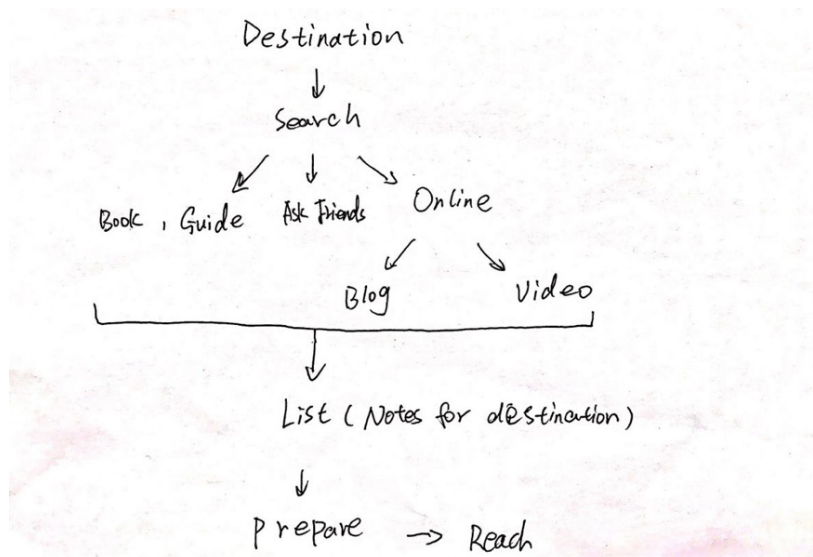 Destination
Search
Book, Guide Ask Friends Online
Blog Video
List (Notes for destination)
Prepare → Reach